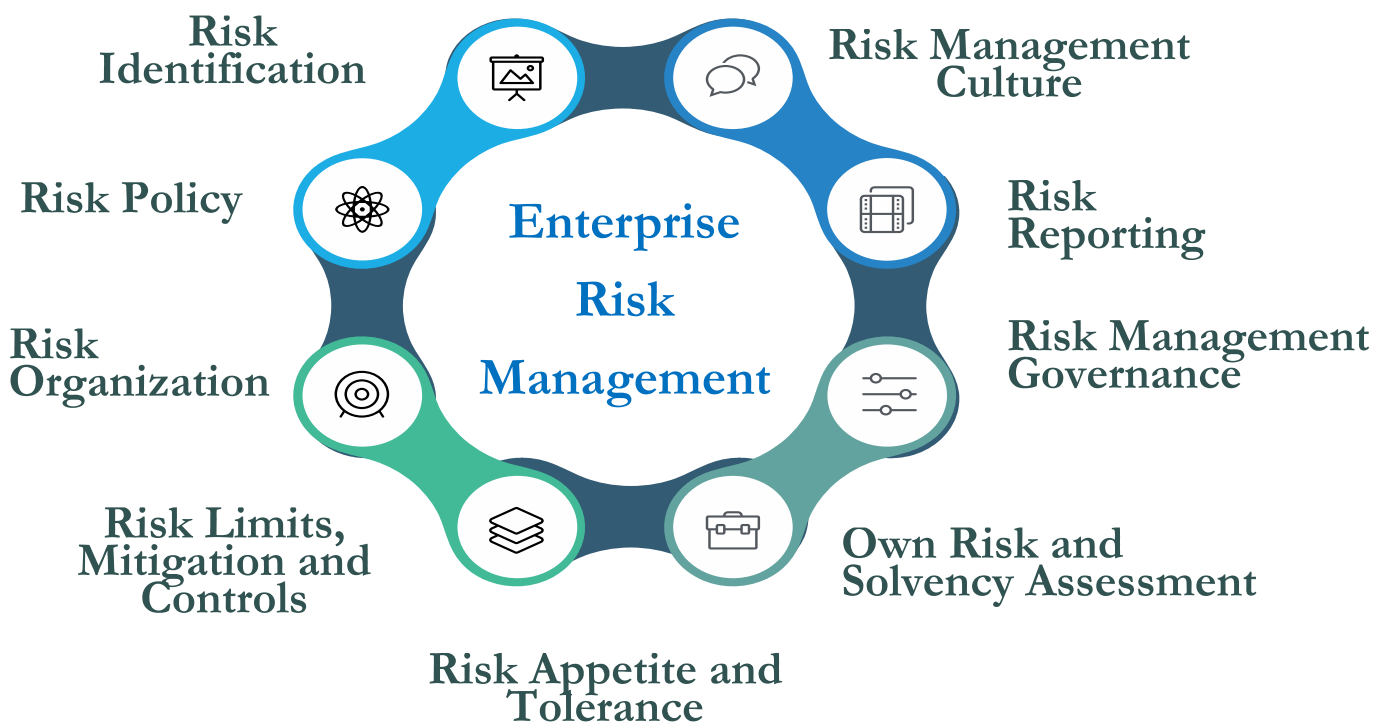 Risk
Identification
Risk Management
Culture
Risk Policy
Risk
Reporting
Enterprise
Risk
Management
Risk
Organization
Risk Management
Governance
Risk Limits,
Mitigation and
Controls
Own Risk and
Solvency Assessment
Risk Appetite and
Tolerance